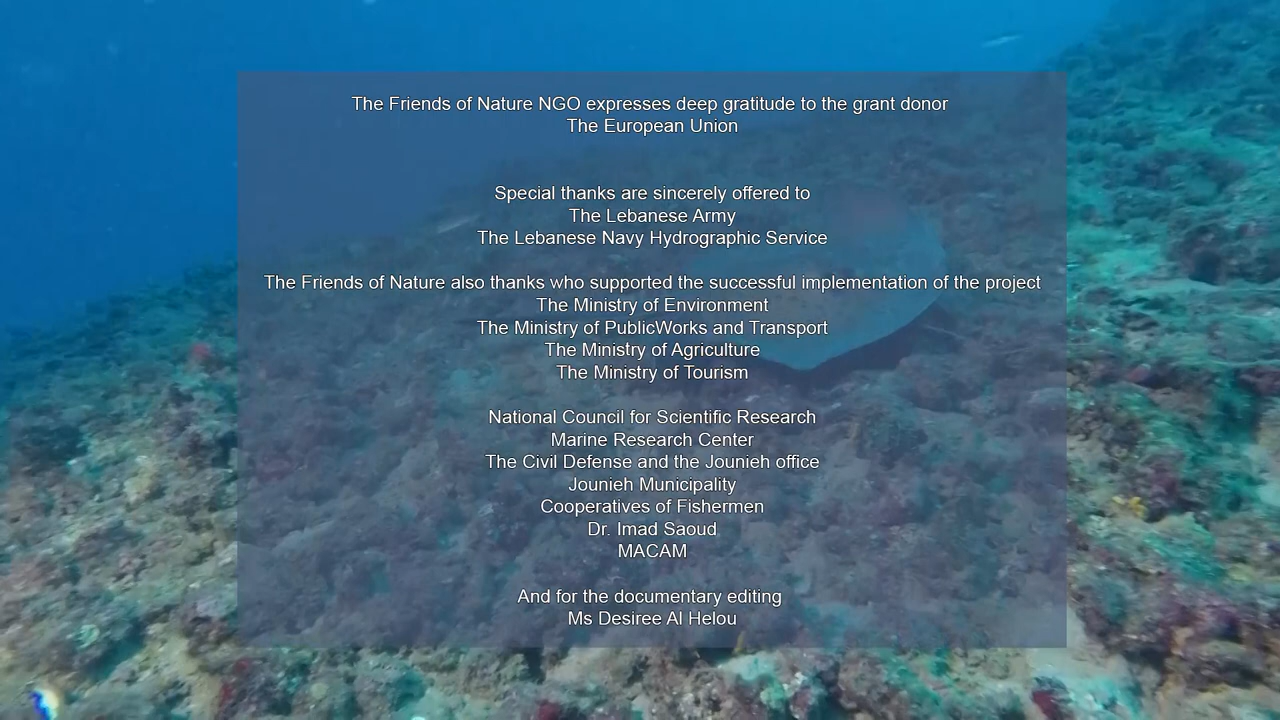 The Friends of Nature NGO expresses deep gratitude to the grant donor
The European Union
Special thanks are sincerely offered to
The Lebanese Army
The Lebanese Navy Hydrographic Service
The Friends of Nature also thanks who supported the successful implementation of the project
The Ministry of Environment
The Ministry of PublicWorks and Transport
The Ministry of Agriculture
The Ministry of Tourism
National Council for Scientific Research
Marine Research Center
The Civil Defense and the Jounieh office
Jounieh Municipality
Cooperatives of Fishermen
Dr. Imad Saoud
MACAM
And for the documentary editing
Ms Desiree Al Helou